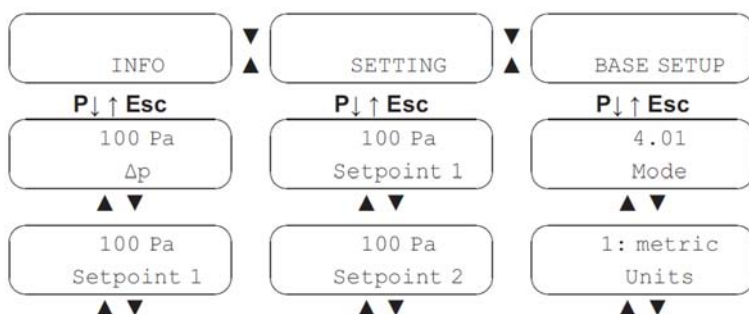 INFO ▼▲ SETTING ▼▲ BASE SETUP
P↓ ↑ Esc P↓ ↑ Esc P↓ ↑ Esc
100 Pa 100 Pa 4.01
Δp Setpoint 1 Mode
▲ ▼ ▲ ▼ ▲ ▼
100 Pa 100 Pa 1: metric
Setpoint 1 Setpoint 2 Units
▲ ▼ ▲ ▼ ▲ ▼